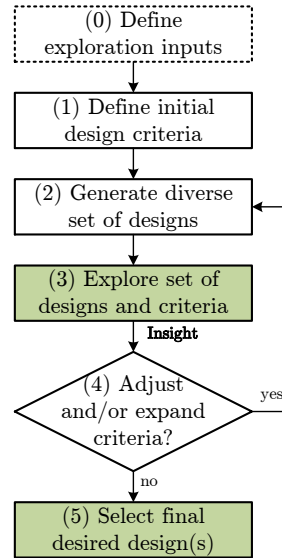 (0) Define
exploration inputs
(1) Define initial
design criteria
(2) Generate diverse
set of designs
(3) Explore set of
designs and criteria
Insight
(4) Adjust
and/or expand
criteria?
yes
no
(5) Select final
desired design(s)